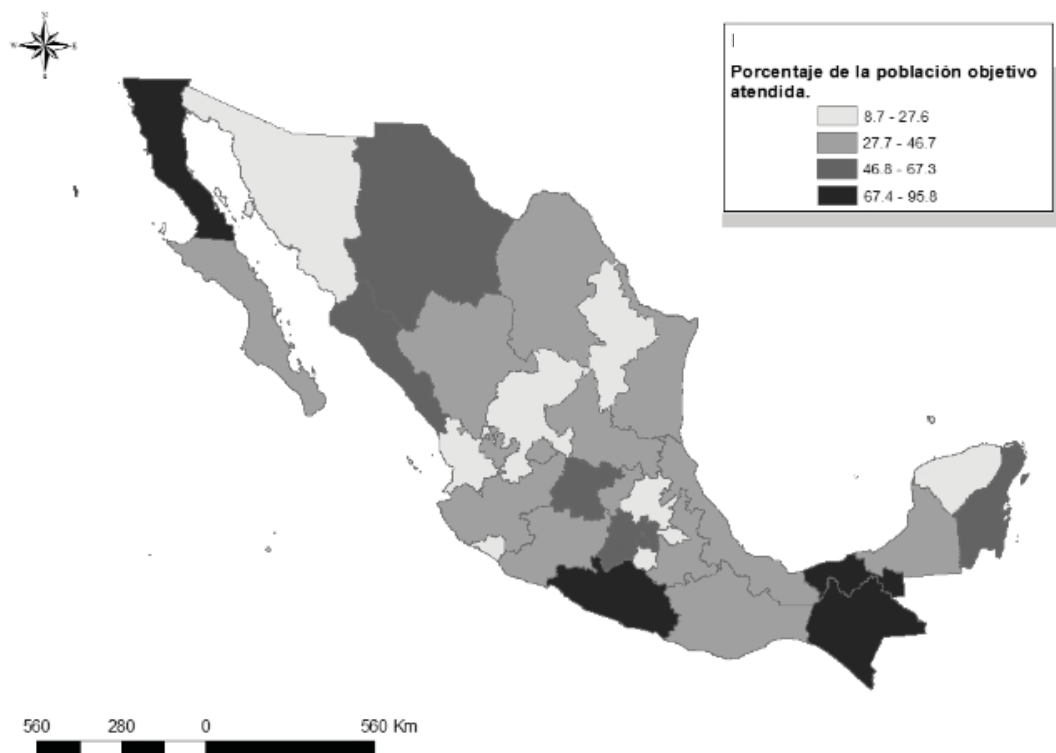 N
W E
S
Porcentaje de la población objetivo
atendida.
8.7 - 27.6
27.7 - 46.7
46.8 - 67.3
67.4 - 95.8
560 280 0 560 Km